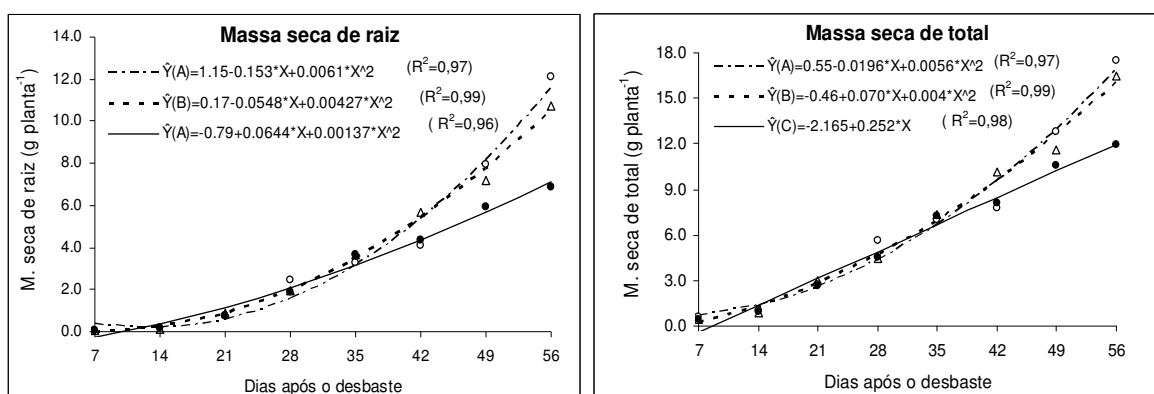 Massa seca de raiz
Ŷ(A)=1.15-0.153*X+0.0061*X^2 (R²=0,97)
Ŷ(B)=0.17-0.0548*X+0.00427*X^2 (R²=0,99)
Ŷ(A)=-0.79+0.0644*X+0.00137*X^2 ( R²=0,96)
M. seca de raiz (g planta⁻¹)
14.0
12.0
10.0
8.0
6.0
4.0
2.0
0.0
7 14 21 28 35 42 49 56
Dias após o desbaste
Massa seca de total
Ŷ(A)=0.55-0.0196*X+0.0056*X^2 (R²=0,97)
Ŷ(B)=-0.46+0.070*X+0.004*X^2 (R²=0,99)
Ŷ(C)=-2.165+0.252*X ( R²=0,98)
M. seca de total (g planta⁻¹)
18.0
15.0
12.0
9.0
6.0
3.0
0.0
7 14 21 28 35 42 49 56
Dias após o desbaste